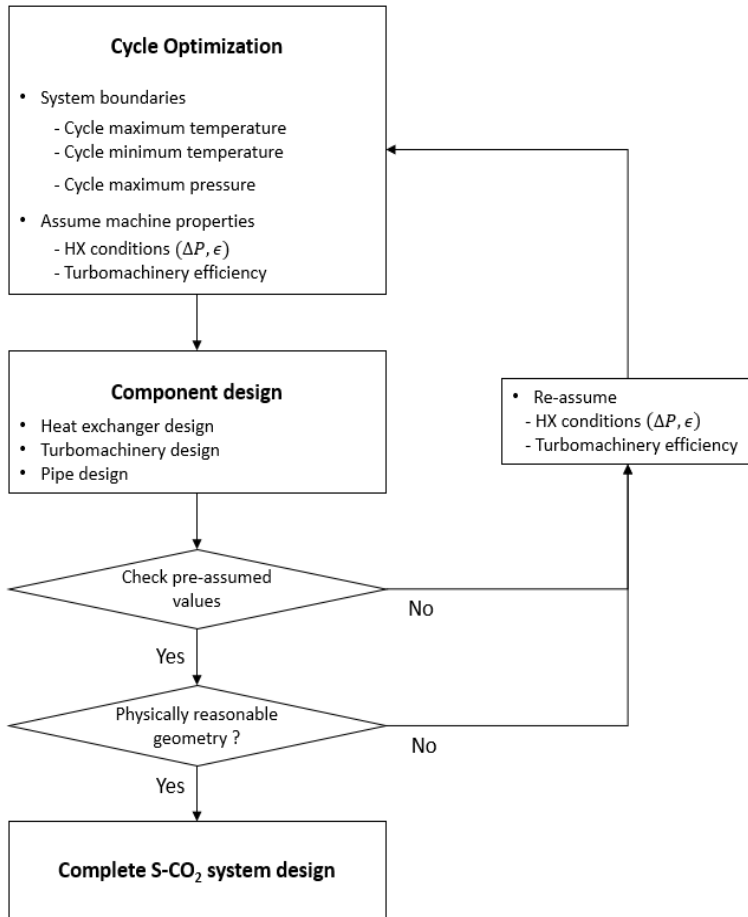 Cycle Optimization
• System boundaries
- Cycle maximum temperature
- Cycle minimum temperature
- Cycle maximum pressure
• Assume machine properties
- HX conditions (ΔP, ϵ)
- Turbomachinery efficiency
Component design
• Heat exchanger design
• Turbomachinery design
• Pipe design
• Re-assume
- HX conditions (ΔP, ϵ)
- Turbomachinery efficiency
Check pre-assumed
values
No
Yes
Physically reasonable
geometry ?
No
Yes
Complete S-CO₂ system design